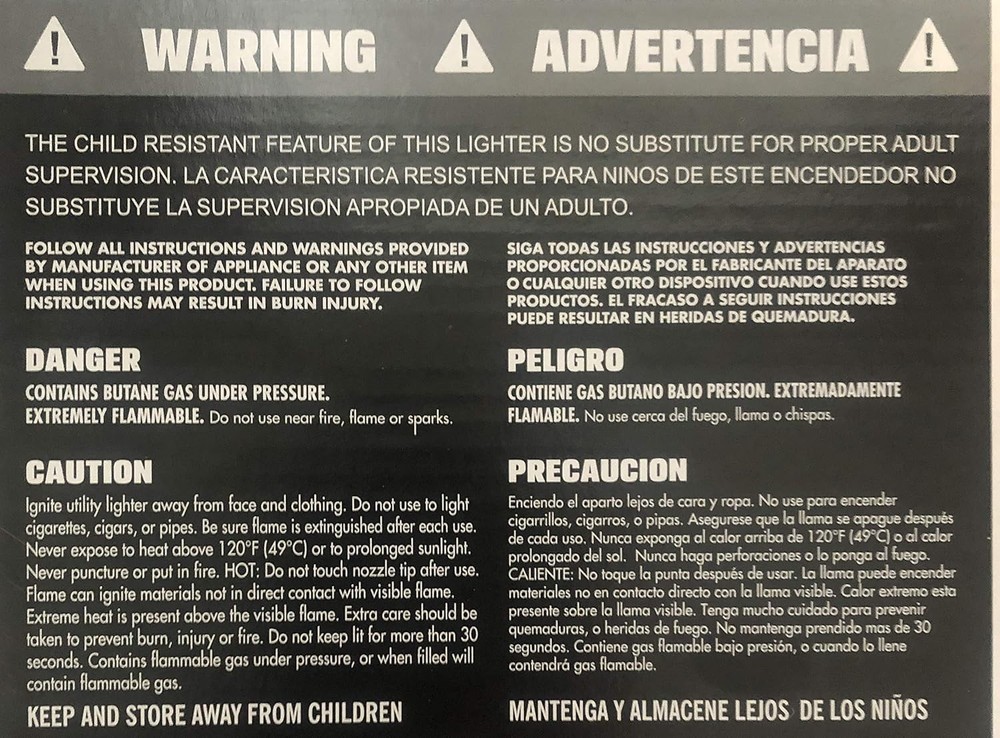 WARNING ADVERTENCIA
THE CHILD RESISTANT FEATURE OF THIS LIGHTER IS NO SUBSTITUTE FOR PROPER ADULT
SUPERVISION. LA CARACTERISTICA RESISTENTE PARA NINOS DE ESTE ENCENDEDOR NO
SUBSTITUYE LA SUPERVISION APROPIADA DE UN ADULTO.
FOLLOW ALL INSTRUCTIONS AND WARNINGS PROVIDED
BY MANUFACTURER OF APPLIANCE OR ANY OTHER ITEM
WHEN USING THIS PRODUCT. FAILURE TO FOLLOW
INSTRUCTIONS MAY RESULT IN BURN INJURY.
DANGER
CONTAINS BUTANE GAS UNDER PRESSURE.
EXTREMELY FLAMMABLE. Do not use near fire, flame or sparks.
CAUTION
Ignite utility lighter away from face and clothing. Do not use to light
cigarettes, cigars, or pipes. Be sure flame is extinguished after each use.
Never expose to heat above 120°F (49°C) or to prolonged sunlight.
Never puncture or put in fire. HOT: Do not touch nozzle tip after use.
Flame can ignite materials not in direct contact with visible flame.
Extreme heat is present above the visible flame. Extra care should be
taken to prevent burn, injury or fire. Do not keep lit for more than 30
seconds. Contains flammable gas under pressure, or when filled will
contain flammable gas.
KEEP AND STORE AWAY FROM CHILDREN
SIGA TODAS LAS INSTRUCCIONES Y ADVERTENCIAS
PROPORCIONADAS POR EL FABRICANTE DEL APARATO
O CUALQUIER OTRO DISPOSITIVO CUANDO USE ESTOS
PRODUCTOS. EL FRACASO A SEGUIR INSTRUCCIONES
PUEDE RESULTAR EN HERIDAS DE QUEMADURA.
PELIGRO
CONTIENE GAS BUTANO BAJO PRESION. EXTREMADAMENTE
FLAMABLE. No use cerca del fuego, llama o chispas.
PRECAUCION
Enciendo el aparto lejos de cara y ropa. No use para encender
cigarrillos, cigarros, o pipas. Asegurese que la llama se apague después
de cada uso. Nunca exponga al calor arriba de 120°F (49°C) o al calor
prolongado del sol. Nunca haga perforaciones o lo ponga al fuego.
CALIENTE: No toque la punta después de usar. La llama puede encender
materiales no en contacto directo con la llama visible. Calor extremo esta
presente sobre la llama visible. Tenga mucho cuidado para prevenir
quemaduras, o heridas de fuego. No mantenga prendido mas de 30
segundos. Contiene gas flamable bajo presión, o cuando lo llene
contendrá gas flamable.
MANTENGA Y ALMACENE LEJOS DE LOS NIÑOS